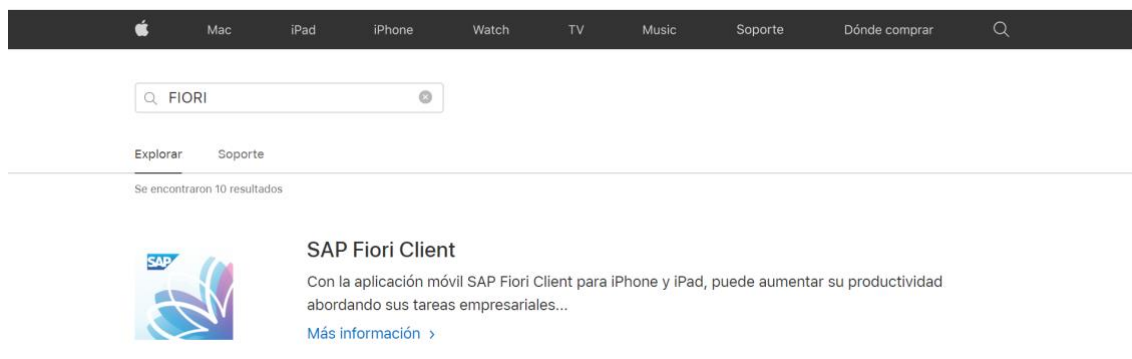 Mac iPad iPhone Watch TV Music Soporte Dónde comprar
FIORI
Explorar Soporte
Se encontraron 10 resultados
SAP
SAP Fiori Client
Con la aplicación móvil SAP Fiori Client para iPhone y iPad, puede aumentar su productividad
abordando sus tareas empresariales...
Más información >